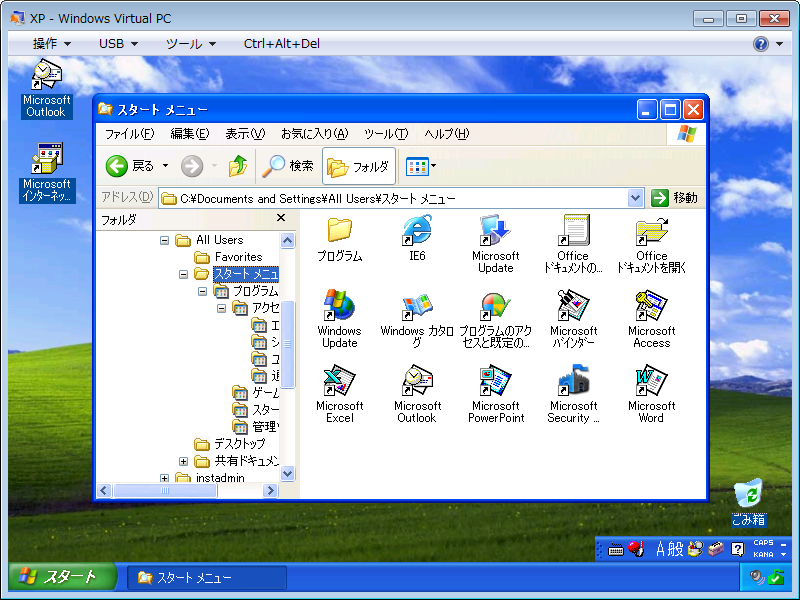 XP - Windows Virtual PC
操作 USB ツール Ctrl+Alt+Del
Microsoft
Outlook
Microsoft
インターネッ...
スタート メニュー
ファイル(F) 編集(E) 表示(V) お気に入り(A) ツール(T) ヘルプ(H)
戻る 検索 フォルダ
アドレス(D) C:¥Documents and Settings¥All Users¥スタート メニュー 移動
フォルダ
All Users
Favorites
スタート メニュ
プログラム
アクセ
エ
シ
ユ
ゲーム
スター
管理
デスクトップ
共有ドキュメン
instadmin
プログラム
IE6
Microsoft
Update
Office
ドキュメントの...
Office
ドキュメントを開く
Windows
Update
Windows カタロ
グ
プログラムのアク
セスと既定の...
Microsoft
バインダー
Microsoft
Access
Microsoft
Excel
Microsoft
Outlook
Microsoft
PowerPoint
Microsoft
Security ...
Microsoft
Word
ごみ箱
A 般
CAPS
KANA
スタート
スタート メニュー